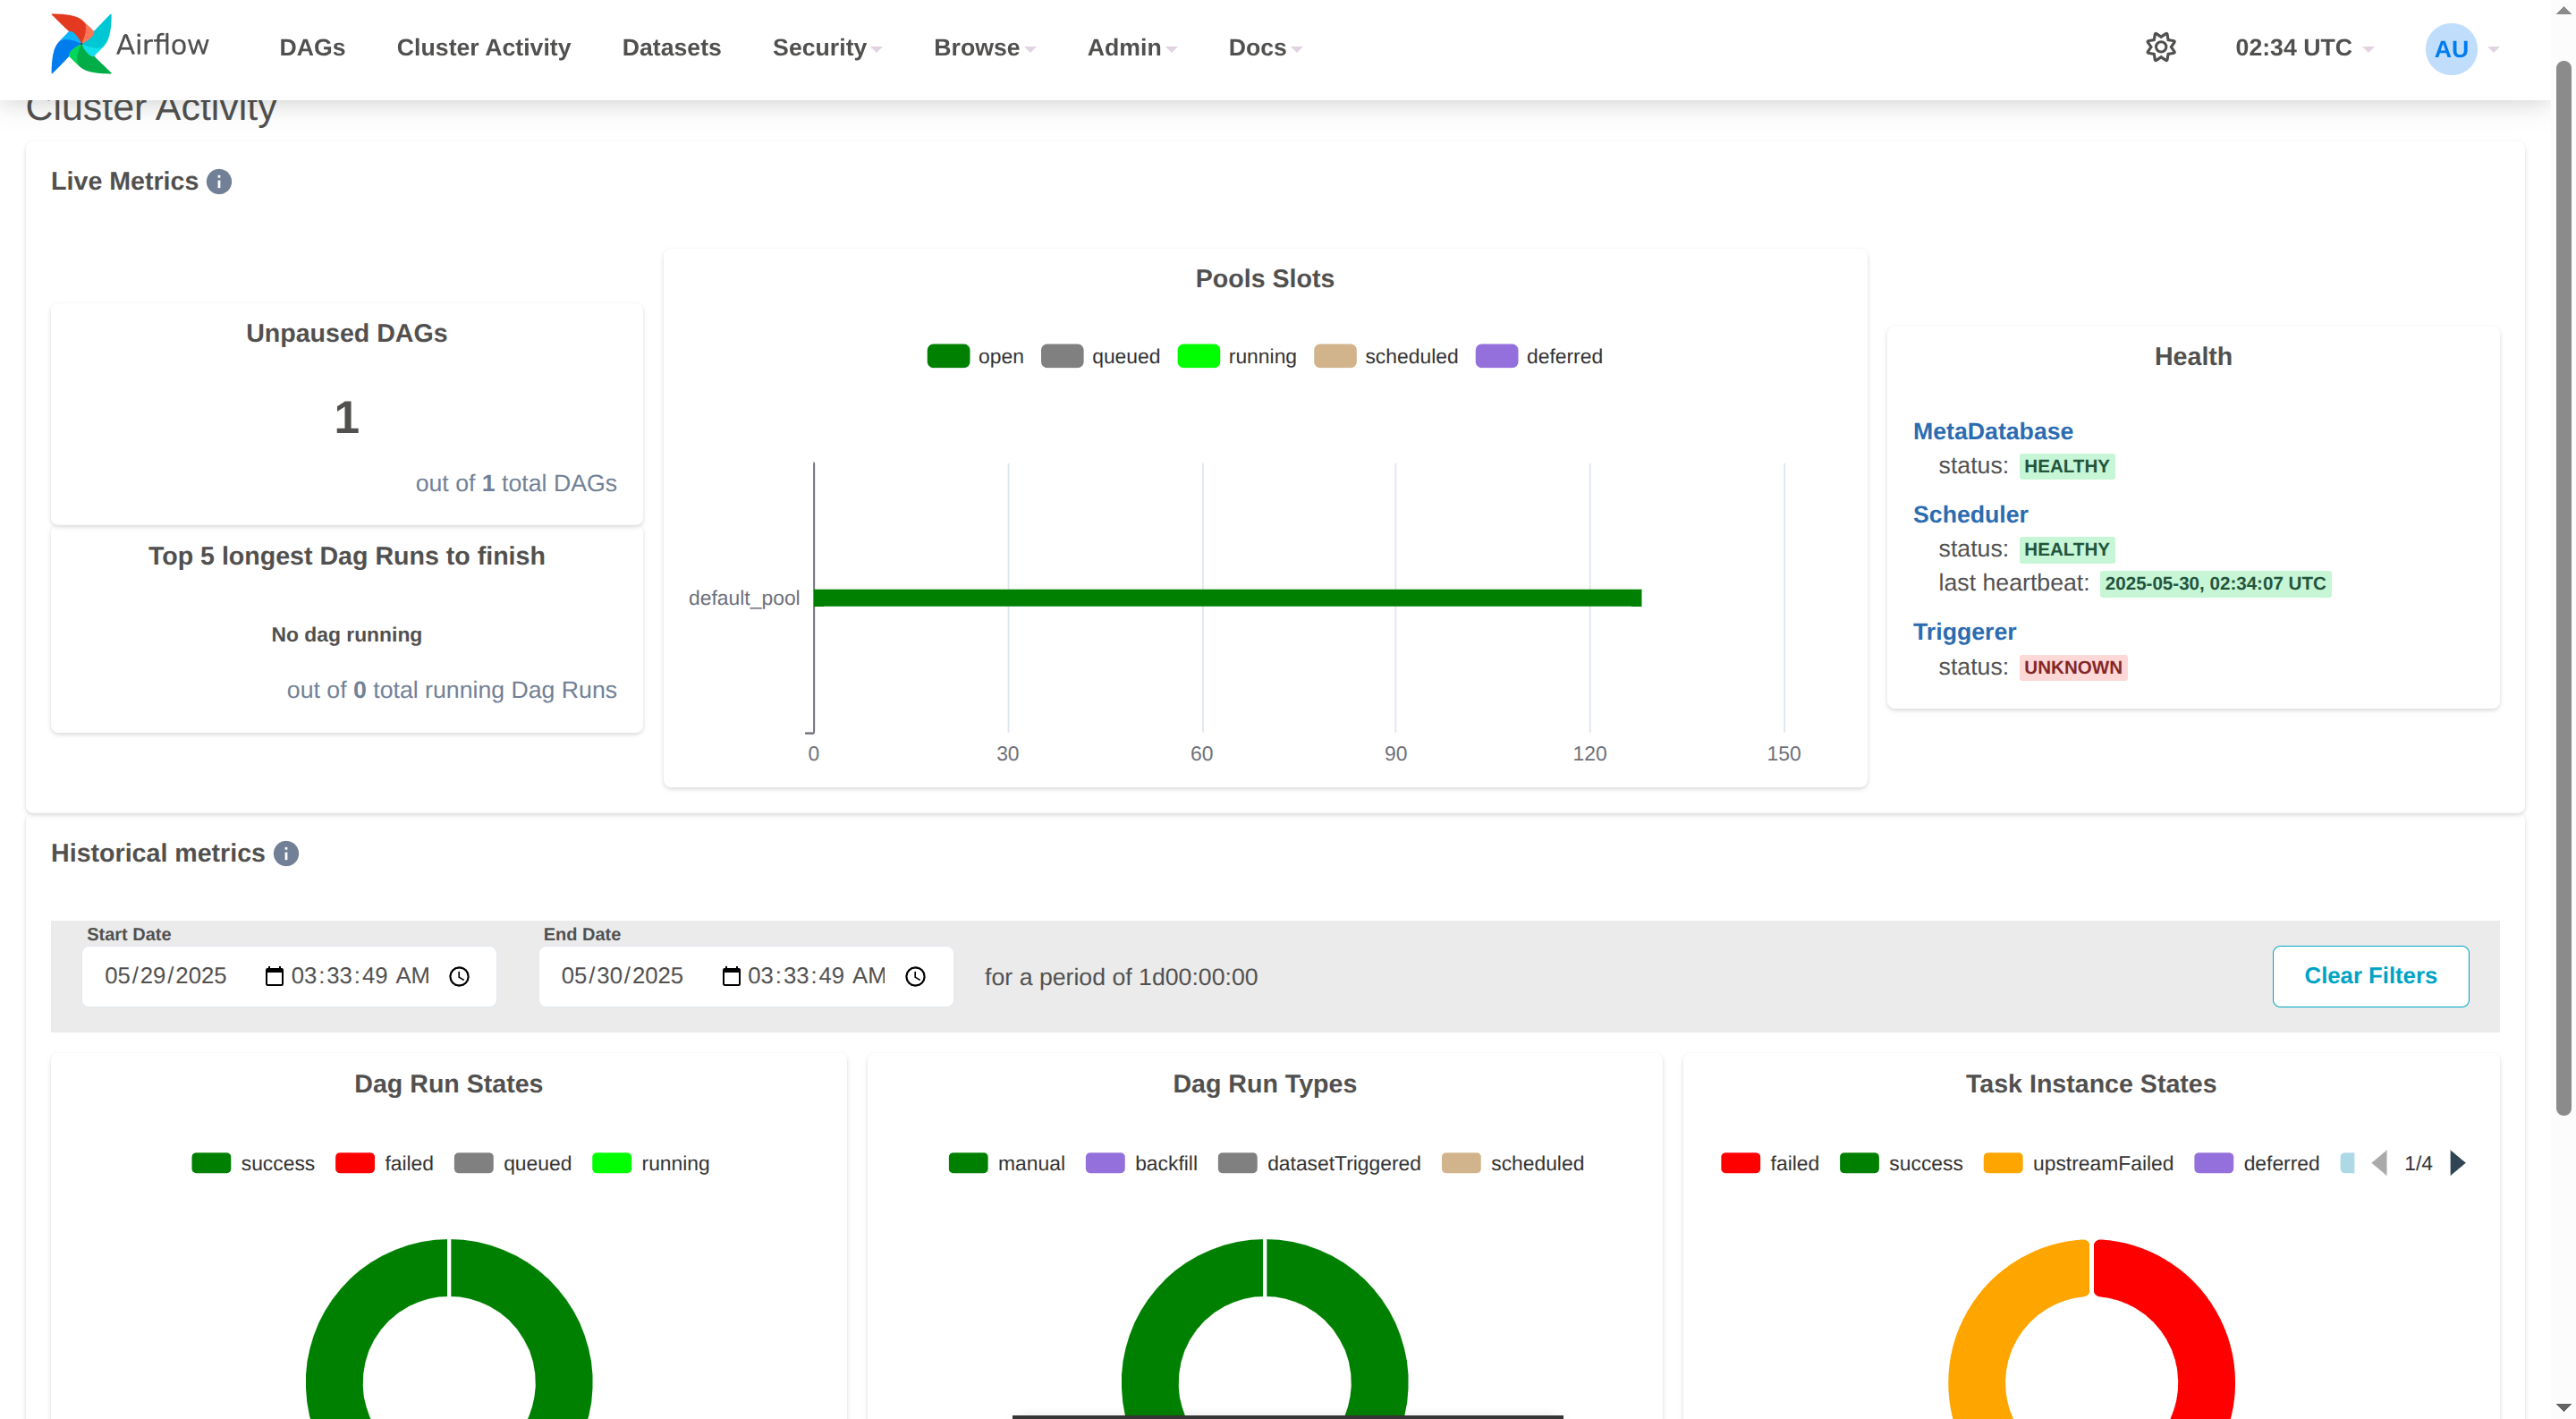 Airflow
DAGs Cluster Activity Datasets Security Browse Admin Docs 02:34 UTC AU
Cluster Activity
Live Metrics
Unpaused DAGs
1
out of 1 total DAGs
Top 5 longest Dag Runs to finish
No dag running
out of 0 total running Dag Runs
Pools Slots
open queued running scheduled deferred
default_pool
0 30 60 90 120 150
Health
MetaDatabase
status: HEALTHY
Scheduler
status: HEALTHY
last heartbeat: 2025-05-30, 02:34:07 UTC
Triggerer
status: UNKNOWN
Historical metrics
Start Date
05/29/2025 03:33:49 AM
End Date
05/30/2025 03:33:49 AM
for a period of 1d00:00:00
Clear Filters
Dag Run States
success failed queued running
Dag Run Types
manual backfill datasetTriggered scheduled
Task Instance States
failed success upstreamFailed deferred 1/4